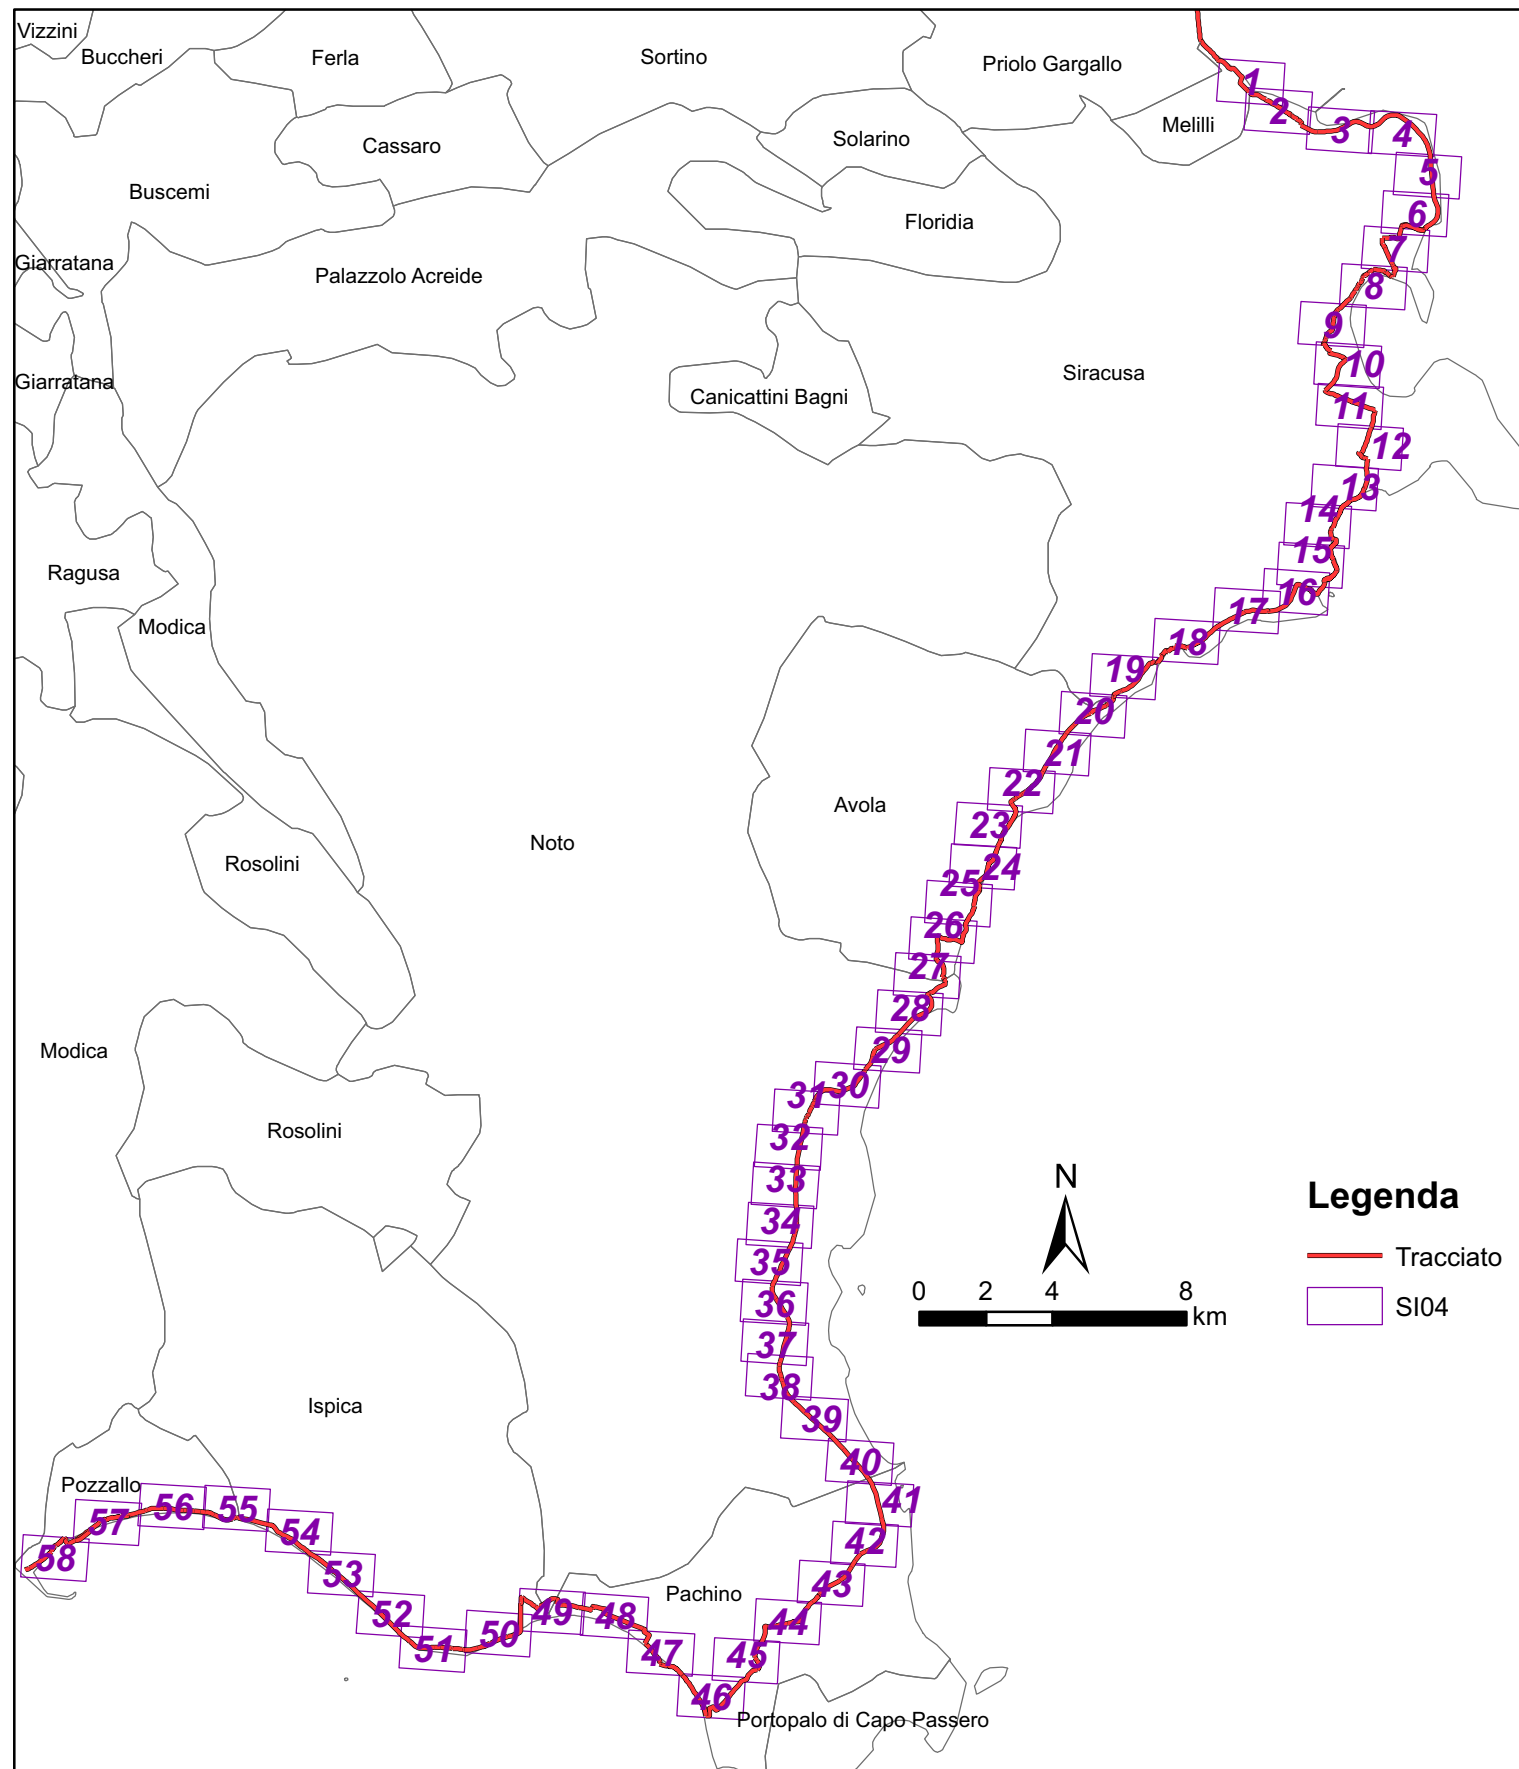 Vizzini
Buccheri
Ferla
Sortino
Priolo Gargallo
1
2
Melilli
3
4
Solarino
Cassaro
5
Buscemi
6
Floridia
7
Giarratana
Palazzolo Acreide
8
9
10
Siracusa
Giarratana
Canicattini Bagni
11
12
13
14
15
Ragusa
16
17
Modica
18
19
20
21
22
Avola
23
Noto
Rosolini
24
25
26
27
28
Modica
29
30
31
Rosolini
32
33
34
35
36
37
38
N
Legenda
Tracciato
0 2 4 8
km
SI04
Ispica
39
40
Pozzallo
41
56
55
57
54
42
58
53
43
Pachino
52
49
48
44
50
51
47
45
46
Portopalo di Capo Passero